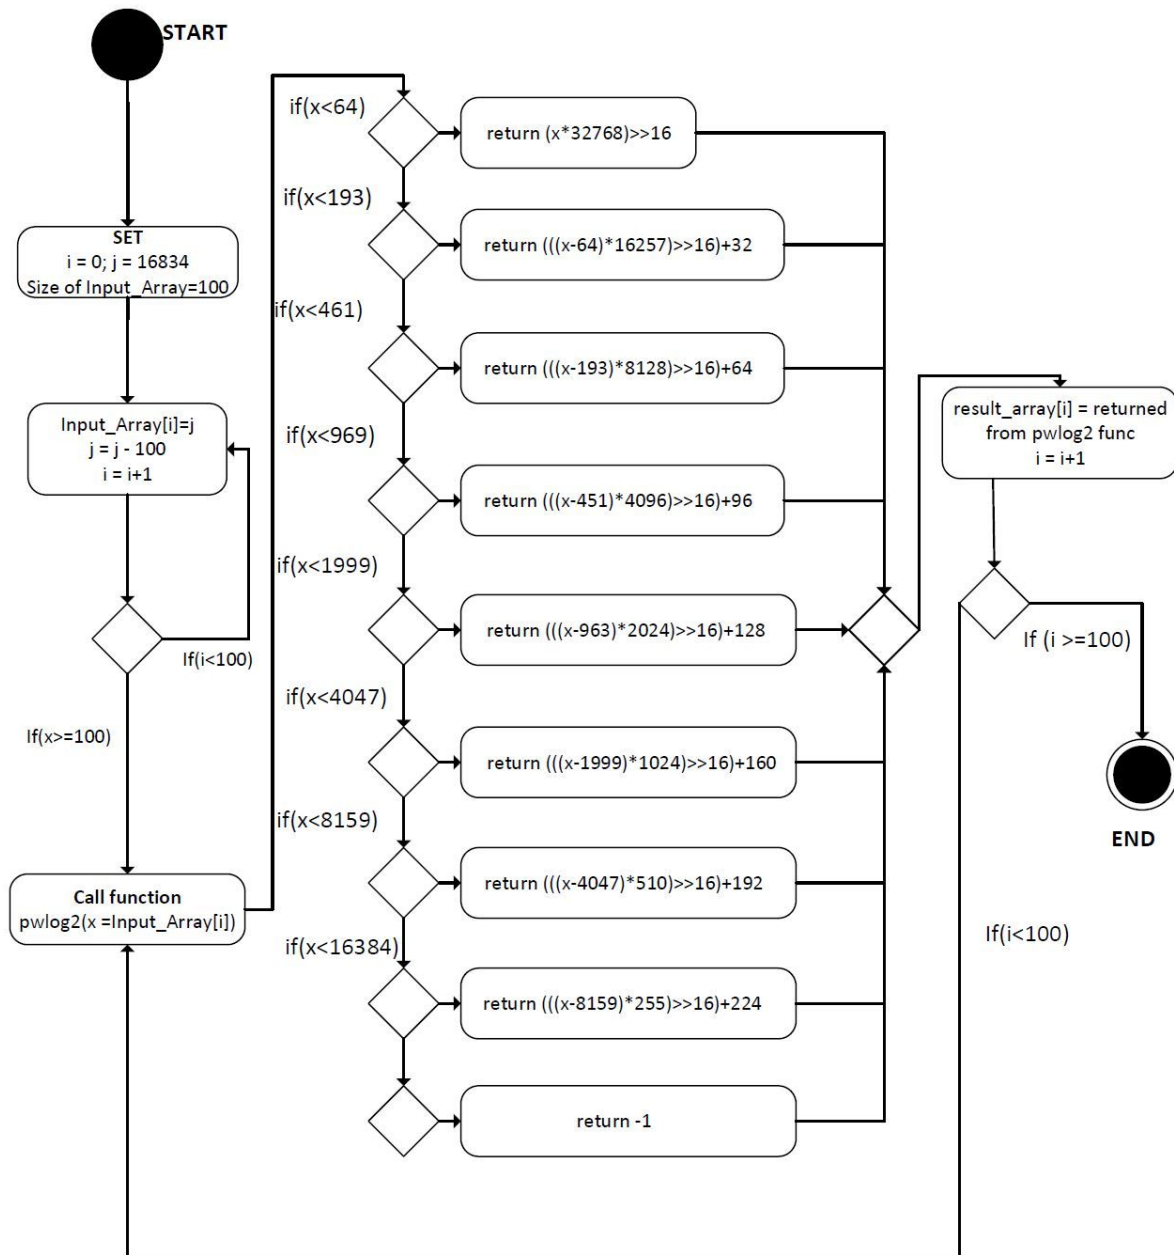 START
SET
i = 0; j = 16834
Size of Input_Array=100
Input_Array[i]=j
j = j - 100
i = i+1
If(i<100)
If(x>=100)
Call function
pwlog2(x =Input_Array[i])
if(x<64)
return (x*32768)>>16
if(x<193)
return (((x-64)*16257)>>16)+32
if(x<461)
return (((x-193)*8128)>>16)+64
if(x<969)
return (((x-451)*4096)>>16)+96
if(x<1999)
return (((x-963)*2024)>>16)+128
if(x<4047)
return (((x-1999)*1024)>>16)+160
if(x<8159)
return (((x-4047)*510)>>16)+192
if(x<16384)
return (((x-8159)*255)>>16)+224
return -1
result_array[i] = returned
from pwlog2 func
i = i+1
If (i >=100)
END
If(i<100)